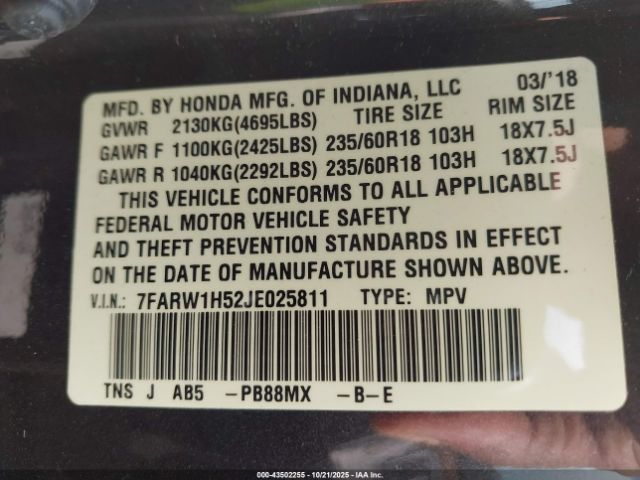 MFD. BY HONDA MFG. OF INDIANA, LLC 03/'18
GVWR 2130KG(4695LBS) TIRE SIZE RIM SIZE
GAWR F 1100KG(2425LBS) 235/60R18 103H 18X7.5J
GAWR R 1040KG(2292LBS) 235/60R18 103H 18X7.5J
THIS VEHICLE CONFORMS TO ALL APPLICABLE
FEDERAL MOTOR VEHICLE SAFETY
AND THEFT PREVENTION STANDARDS IN EFFECT
ON THE DATE OF MANUFACTURE SHOWN ABOVE.
V.I.N.: 7FARW1H52JE025811 TYPE: MPV
TNS J AB5 -PB88MX -B-E
00-43502255 - 10/21/2025 - IAA Inc.